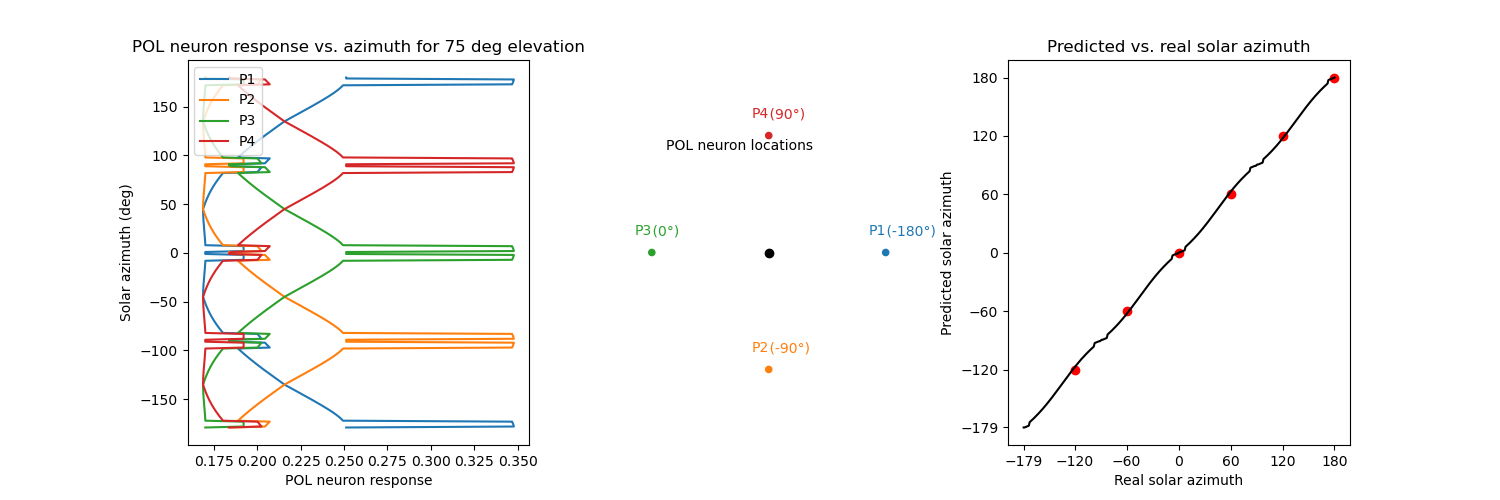 POL neuron response vs. azimuth for 75 deg elevation
P1
P2
P3
P4
150
100
50
0
−50
−100
−150
Solar azimuth (deg)
0.175 0.200 0.225 0.250 0.275 0.300 0.325 0.350
POL neuron response
P4(90°)
POL neuron locations
P3(0°)
P1(-180°)
P2(-90°)
Predicted vs. real solar azimuth
180
120
60
0
−60
−120
−179
Predicted solar azimuth
−179 −120 −60 0 60 120 180
Real solar azimuth